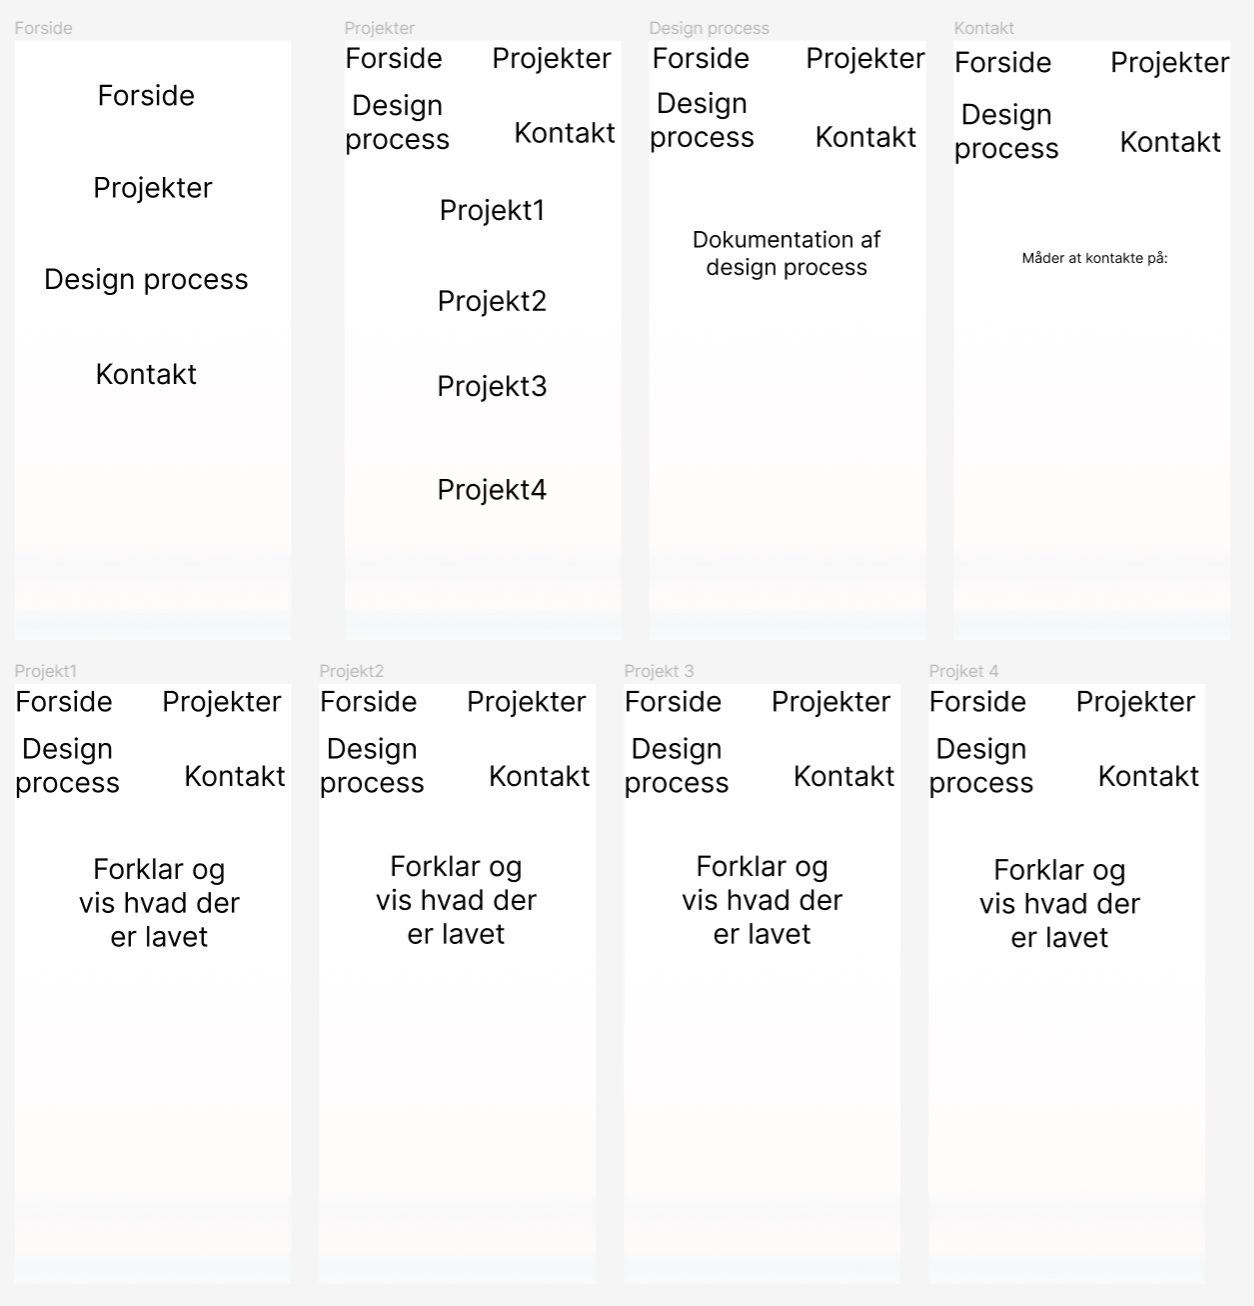 Forside
Forside
Projekter
Design process
Kontakt
Projekter
Forside Projekter
Design
process
Kontakt
Projekt1
Projekt2
Projekt3
Projekt4
Design process
Forside Projekter
Design
process
Kontakt
Dokumentation af
design process
Kontakt
Forside Projekter
Design
process
Kontakt
Måder at kontakte på:
Projekt1
Forside Projekter
Design
process
Kontakt
Forklar og
vis hvad der
er lavet
Projekt2
Forside Projekter
Design
process
Kontakt
Forklar og
vis hvad der
er lavet
Projekt 3
Forside Projekter
Design
process
Kontakt
Forklar og
vis hvad der
er lavet
Projket 4
Forside Projekter
Design
process
Kontakt
Forklar og
vis hvad der
er lavet